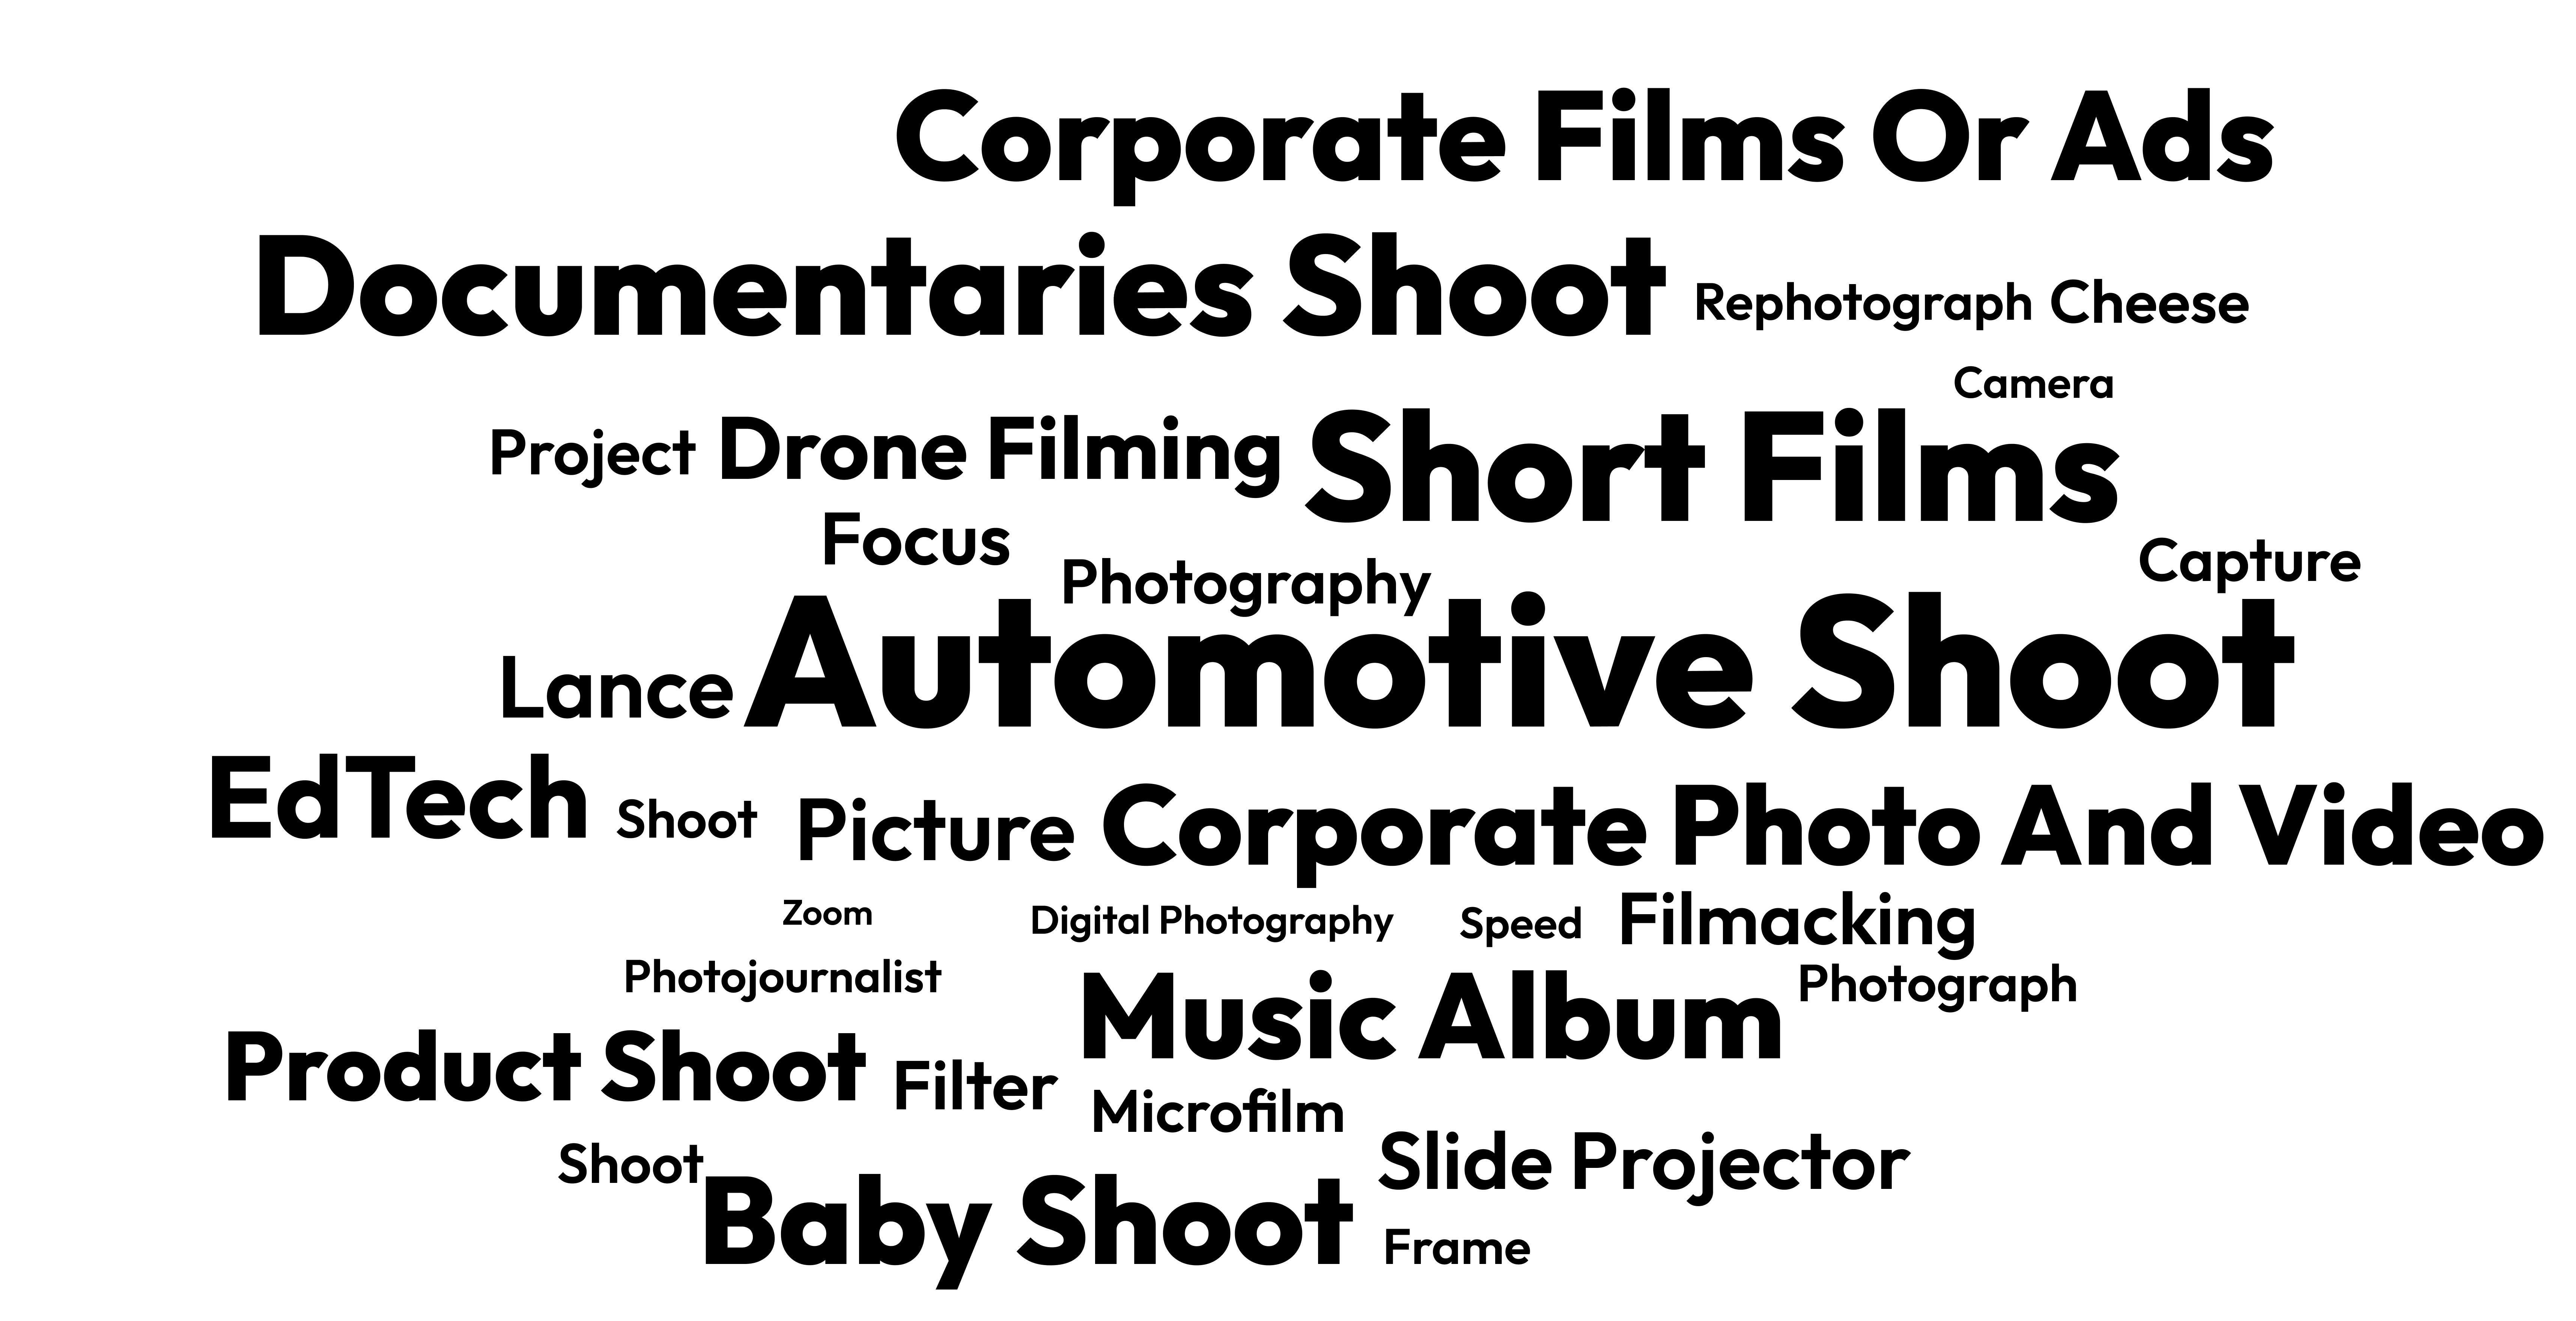 Corporate Films Or Ads
Documentaries Shoot Rephotograph Cheese
Camera
Project Drone Filming Short Films
Focus
Photography
Capture
Lance Automotive Shoot
EdTech Shoot Picture Corporate Photo And Video
Zoom Digital Photography Speed Filmacking
Photojournalist Music Album Photograph
Product Shoot Filter
Microfilm
Shoot Slide Projector
Baby Shoot Frame